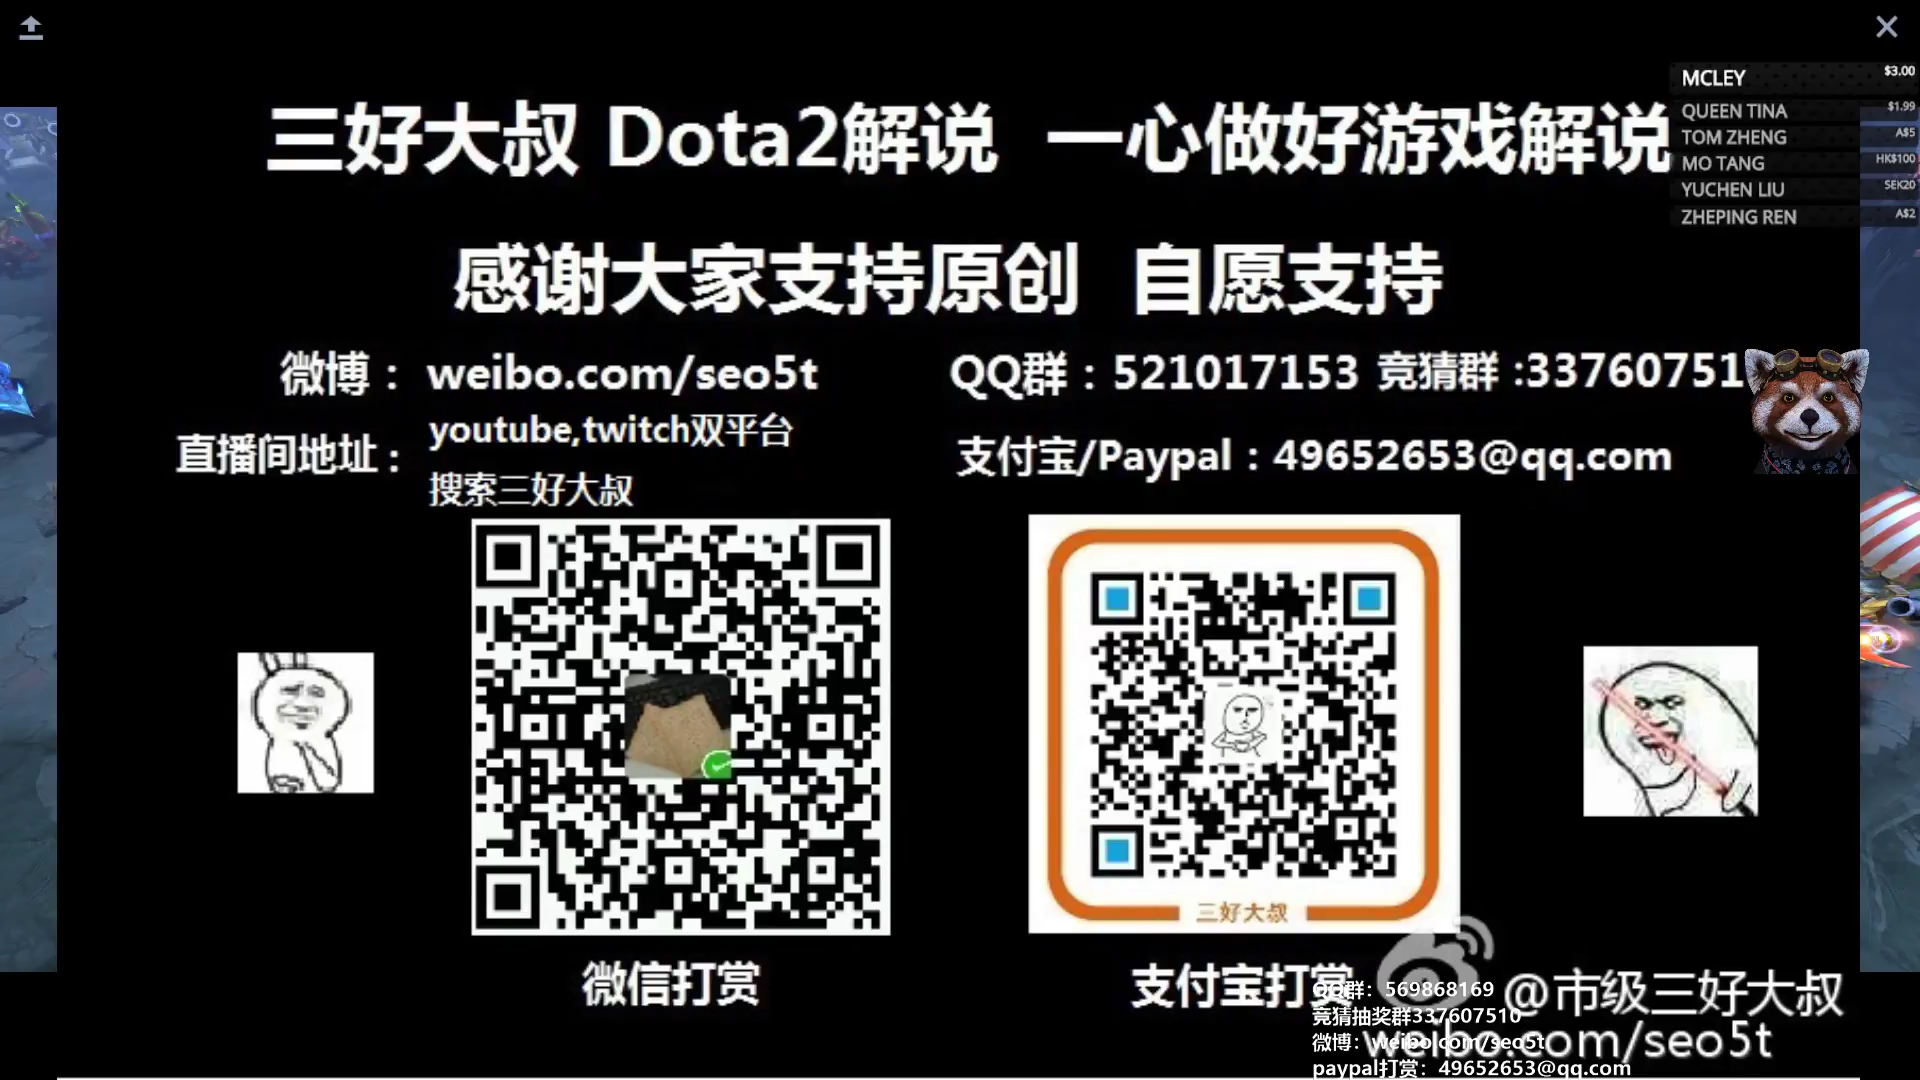 MCLEY $3.00
QUEEN TINA $1.99
TOM ZHENG A$5
MO TANG HK$100
YUCHEN LIU SEK20
ZHEPING REN A$2
三好大叔 Dota2解说 一心做好游戏解说
感谢大家支持原创 自愿支持
微博： weibo.com/seo5t
QQ群：521017153 竞猜群 :33760751
直播间地址： youtube,twitch双平台
搜索三好大叔
支付宝/Paypal：49652653@qq.com
三好大叔
微信打赏
支付宝打赏
@市级三好大叔
weibo.com/seo5t
QQ群：569868169
竞猜抽奖群337607510
微博：weibo.com/seo5t
paypal打赏：49652653@qq.com